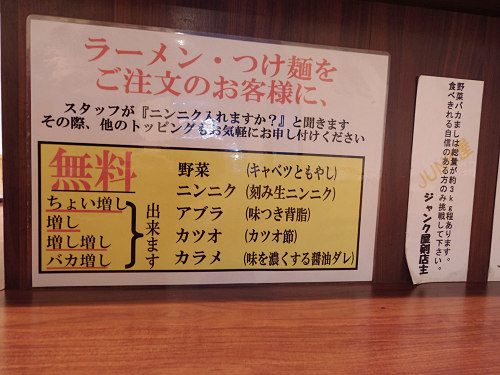 ラーメン・つけ麺を
ご注文のお客様に、
スタッフが『ニンニク入れますか?』と聞きます
その際、他のトッピングもお気軽にお申し付けください
無料
ちょい増し
増し
増し増し
バカ増し
出来ます
野菜 (キャベツともやし)
ニンニク (刻み生ニンニク)
アブラ (味つき背脂)
カツオ (カツオ節)
カラメ (味を濃くする醤油ダレ)
野菜バカましは総量が約3kg程あります。
食べきれる自信のある方のみ挑戦して下さい。
ジャンク屋剣店主